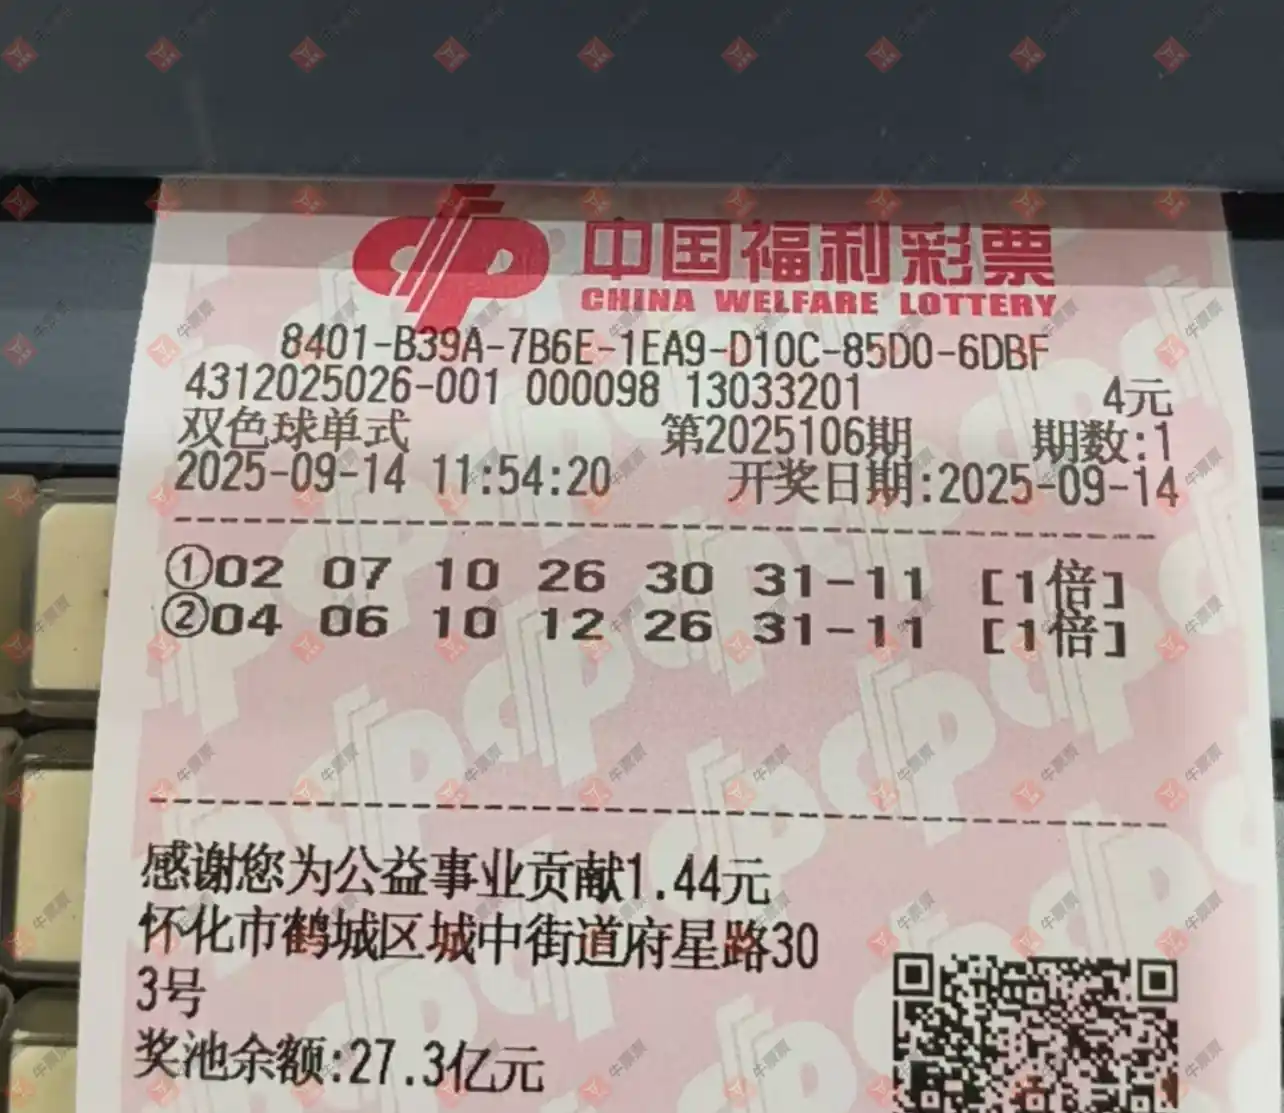 中国福利彩票
CHINA WELFARE LOTTERY
8401-B39A-7B6E-1EA9-D10C-85D0-6DBF
4312025026-001 000098 13033201 4元
双色球单式 第2025106期 期数:1
2025-09-14 11:54:20 开奖日期:2025-09-14
①02 07 10 26 30 31-11 [1倍]
②04 06 10 12 26 31-11 [1倍]
感谢您为公益事业贡献1.44元
怀化市鹤城区城中街道府星路30
3号
奖池余额:27.3亿元
牛票票